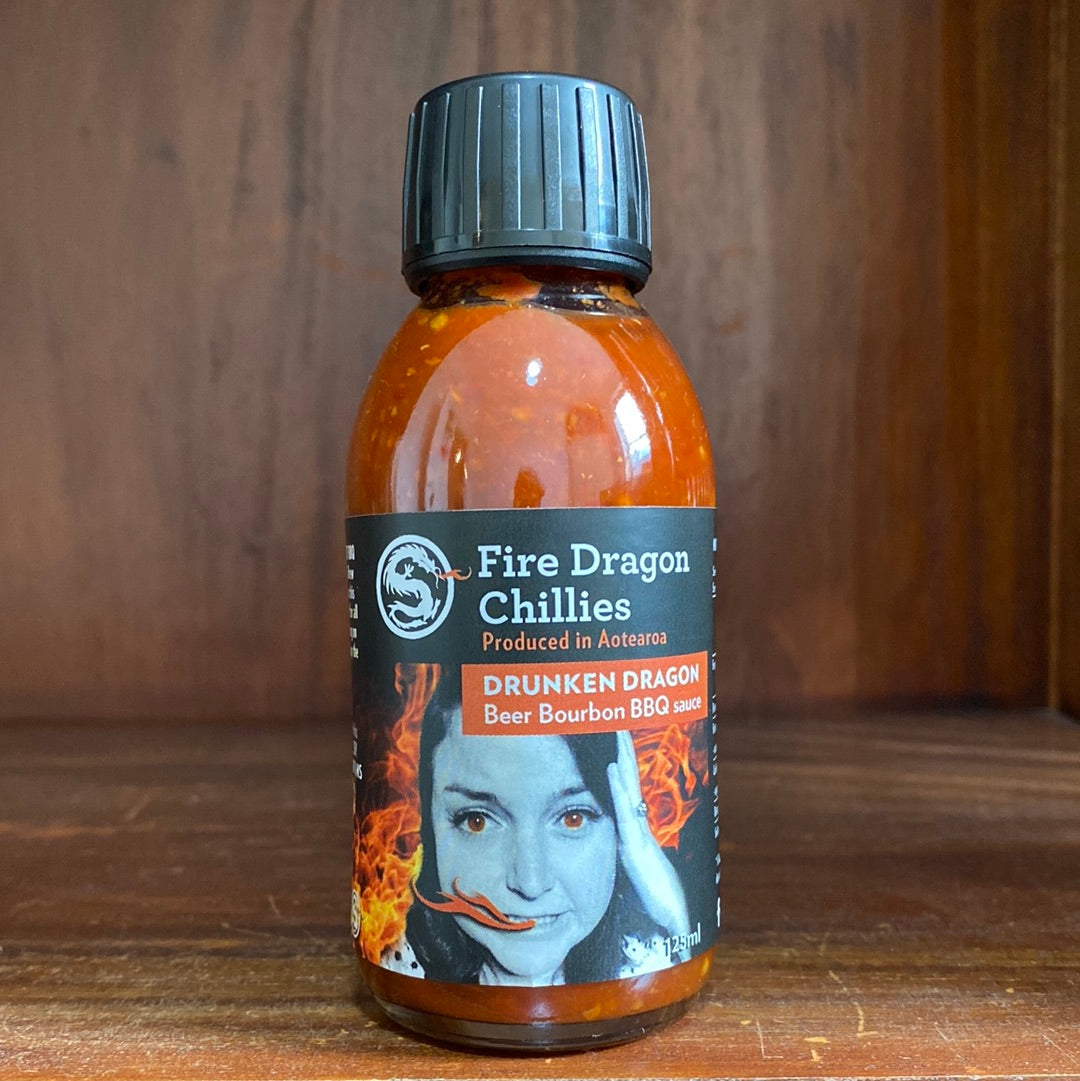 Fire Dragon
Chillies
Produced in Aotearoa
DRUNKEN DRAGON
Beer Bourbon BBQ sauce
125ml